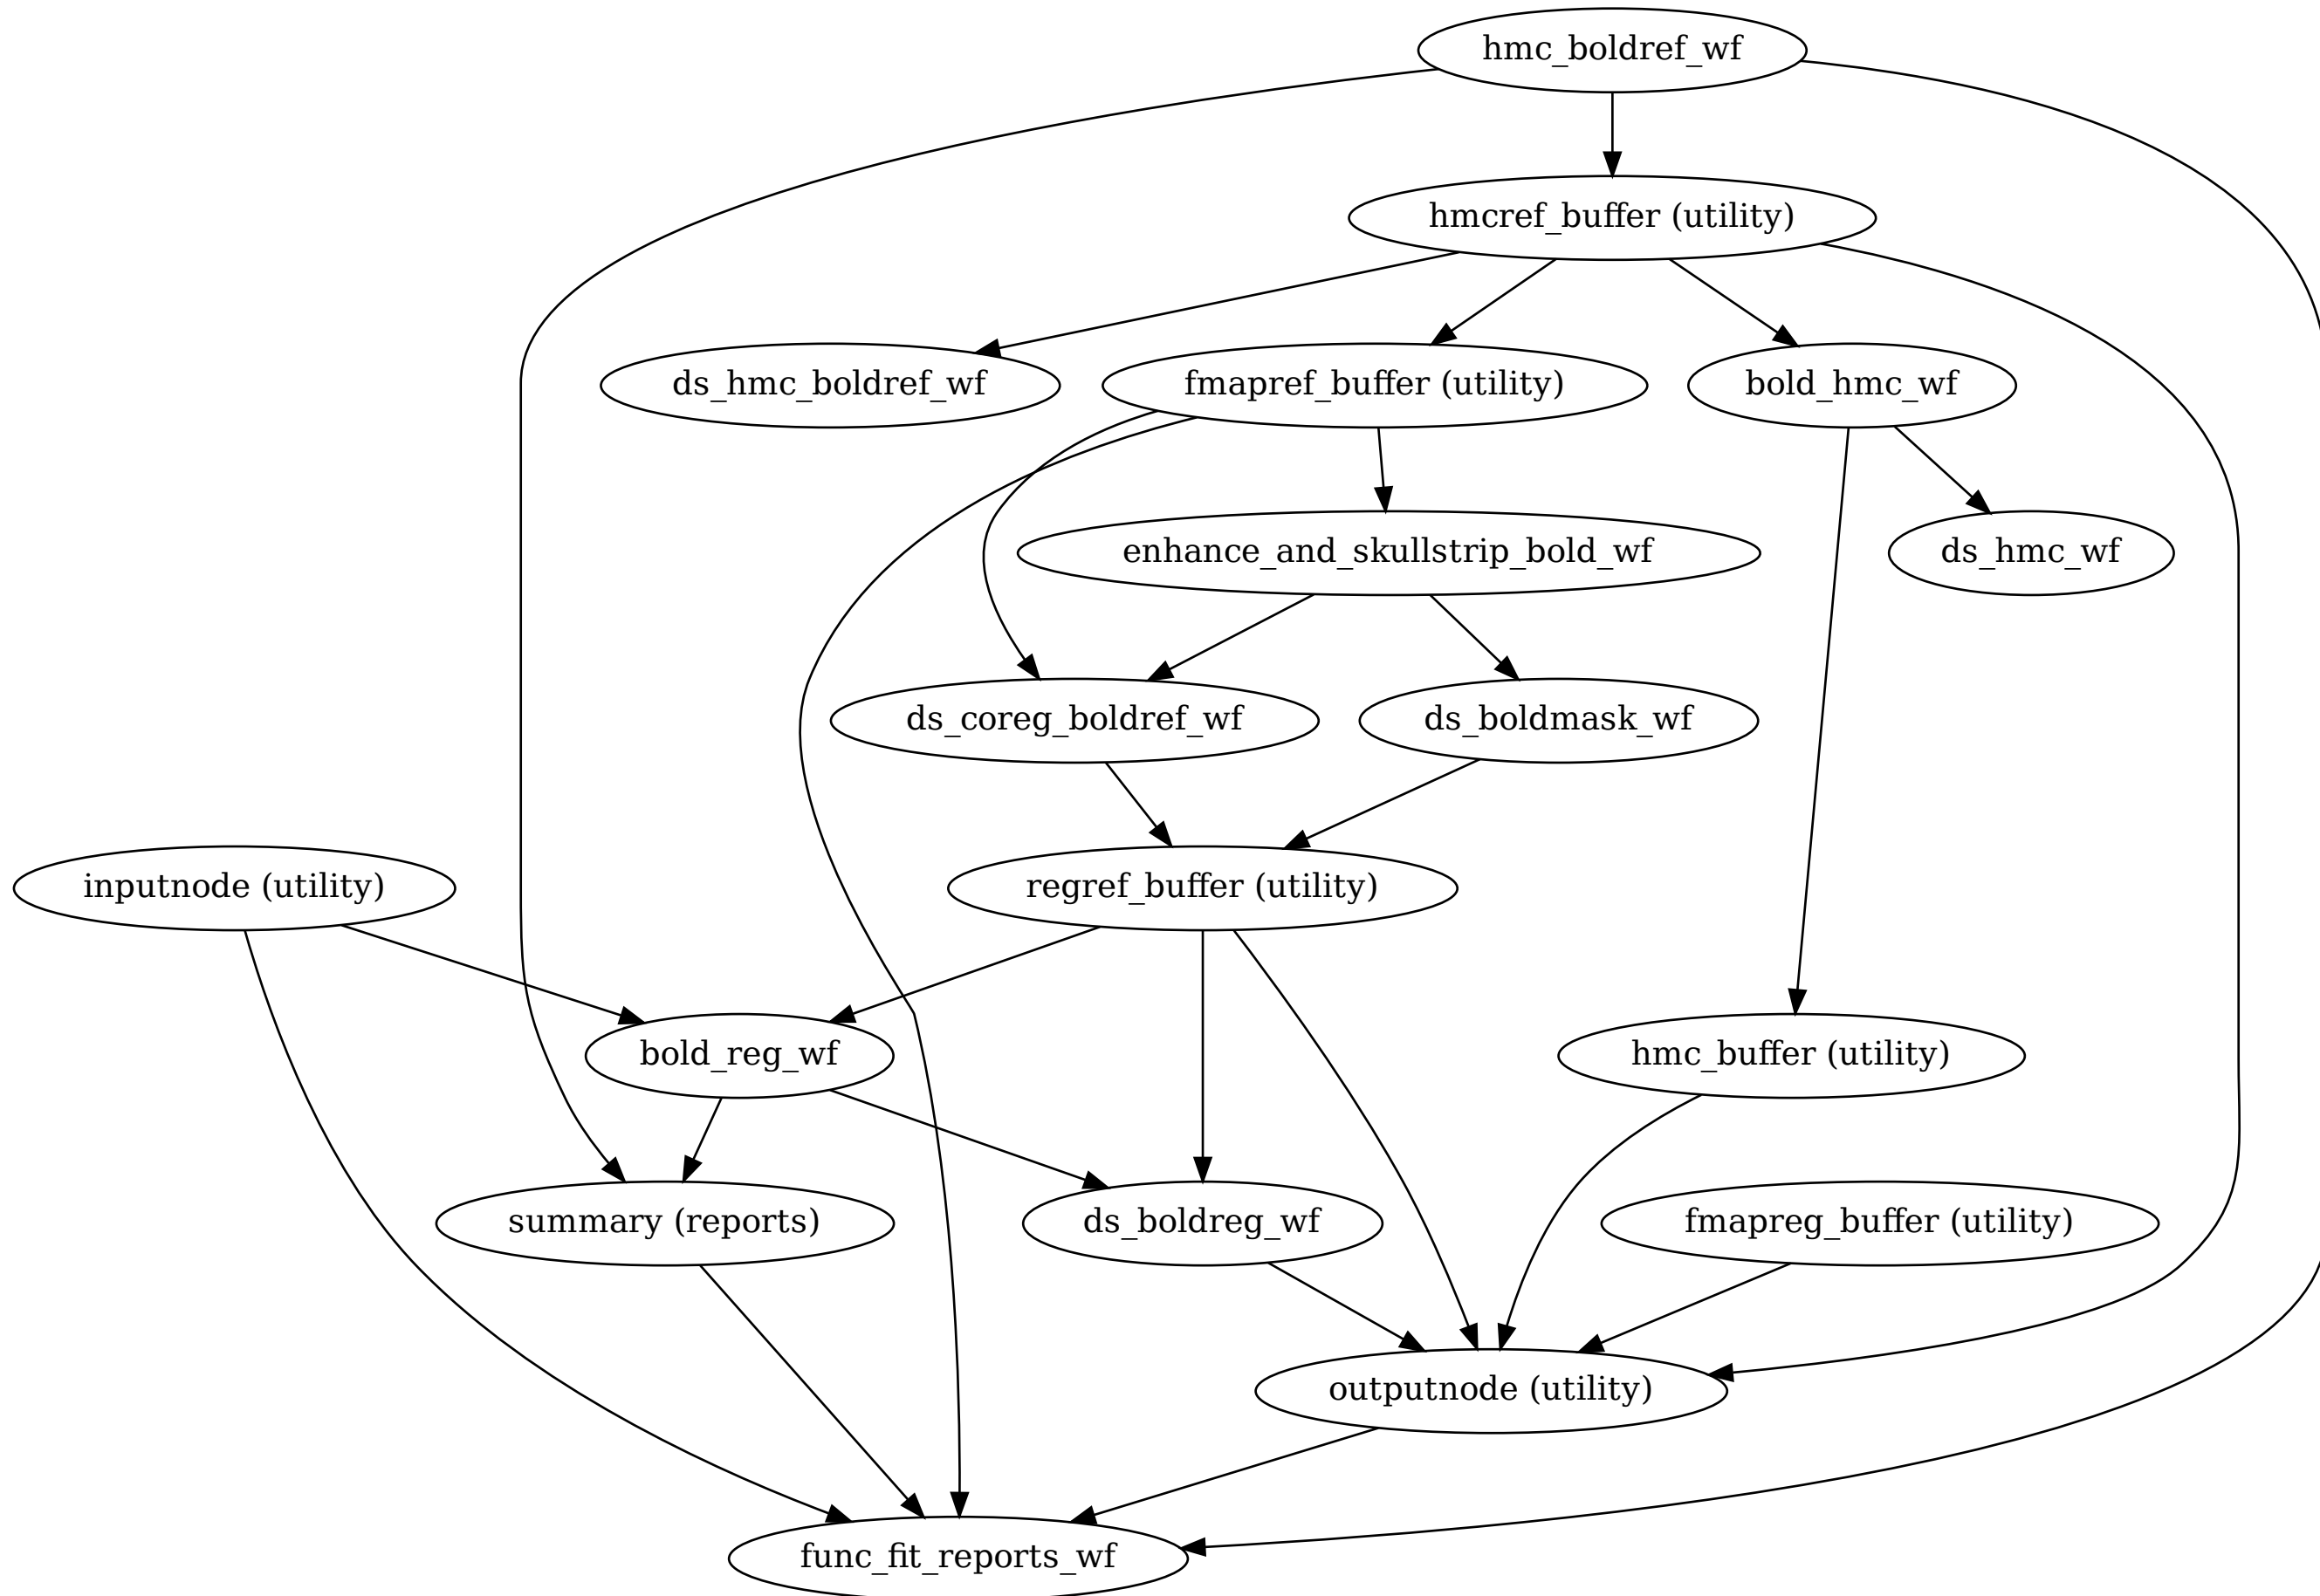 hmc_boldref_wf
hmcref_buffer (utility)
ds_hmc_boldref_wf
fmapref_buffer (utility)
bold_hmc_wf
enhance_and_skullstrip_bold_wf
ds_hmc_wf
ds_coreg_boldref_wf
ds_boldmask_wf
inputnode (utility)
regref_buffer (utility)
bold_reg_wf
hmc_buffer (utility)
summary (reports)
ds_boldreg_wf
fmapreg_buffer (utility)
outputnode (utility)
func_fit_reports_wf